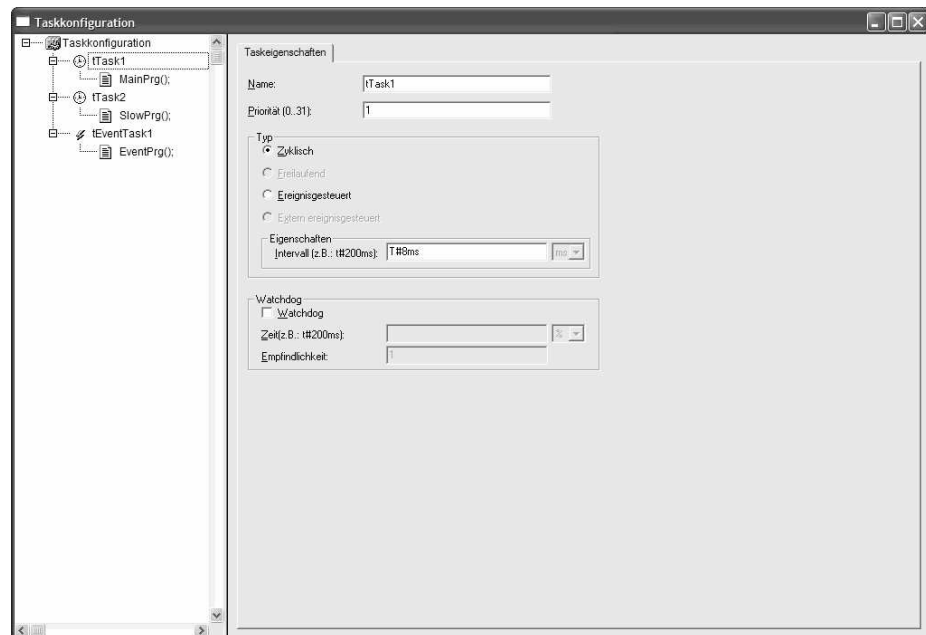 Taskkonfiguration
Taskkonfiguration
tTask1
MainPrg();
tTask2
SlowPrg();
tEventTask1
EventPrg();
Taskeigenschaften
Name: tTask1
Priorität (0..31): 1
Typ
Zyklisch
Freilaufend
Ereignisgesteuert
Extern ereignisgesteuert
Eigenschaften
Intervall (z.B.: t#200ms): T#8ms ms
Watchdog
Watchdog
Zeit(z.B.: t#200ms): %
Empfindlichkeit: 1